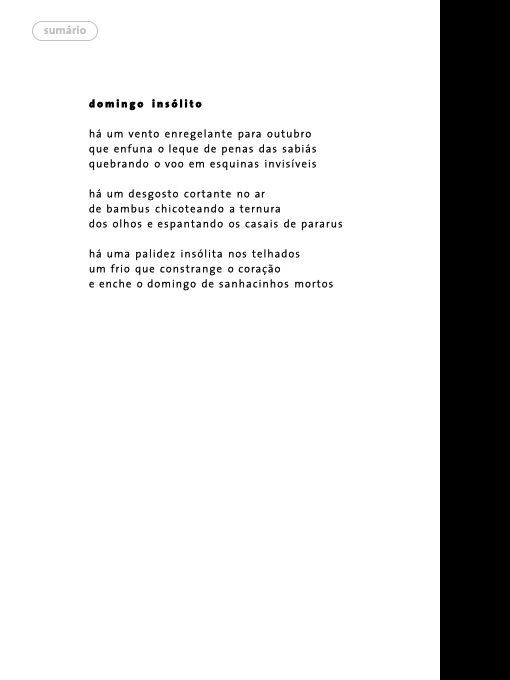 sumário
domingo insólito
há um vento enregelante para outubro
que enfuna o leque de penas das sabiás
quebrando o voo em esquinas invisíveis
há um desgosto cortante no ar
de bambus chicoteando a ternura
dos olhos e espantando os casais de pararus
há uma palidez insólita nos telhados
um frio que constrange o coração
e enche o domingo de sanhacinhos mortos